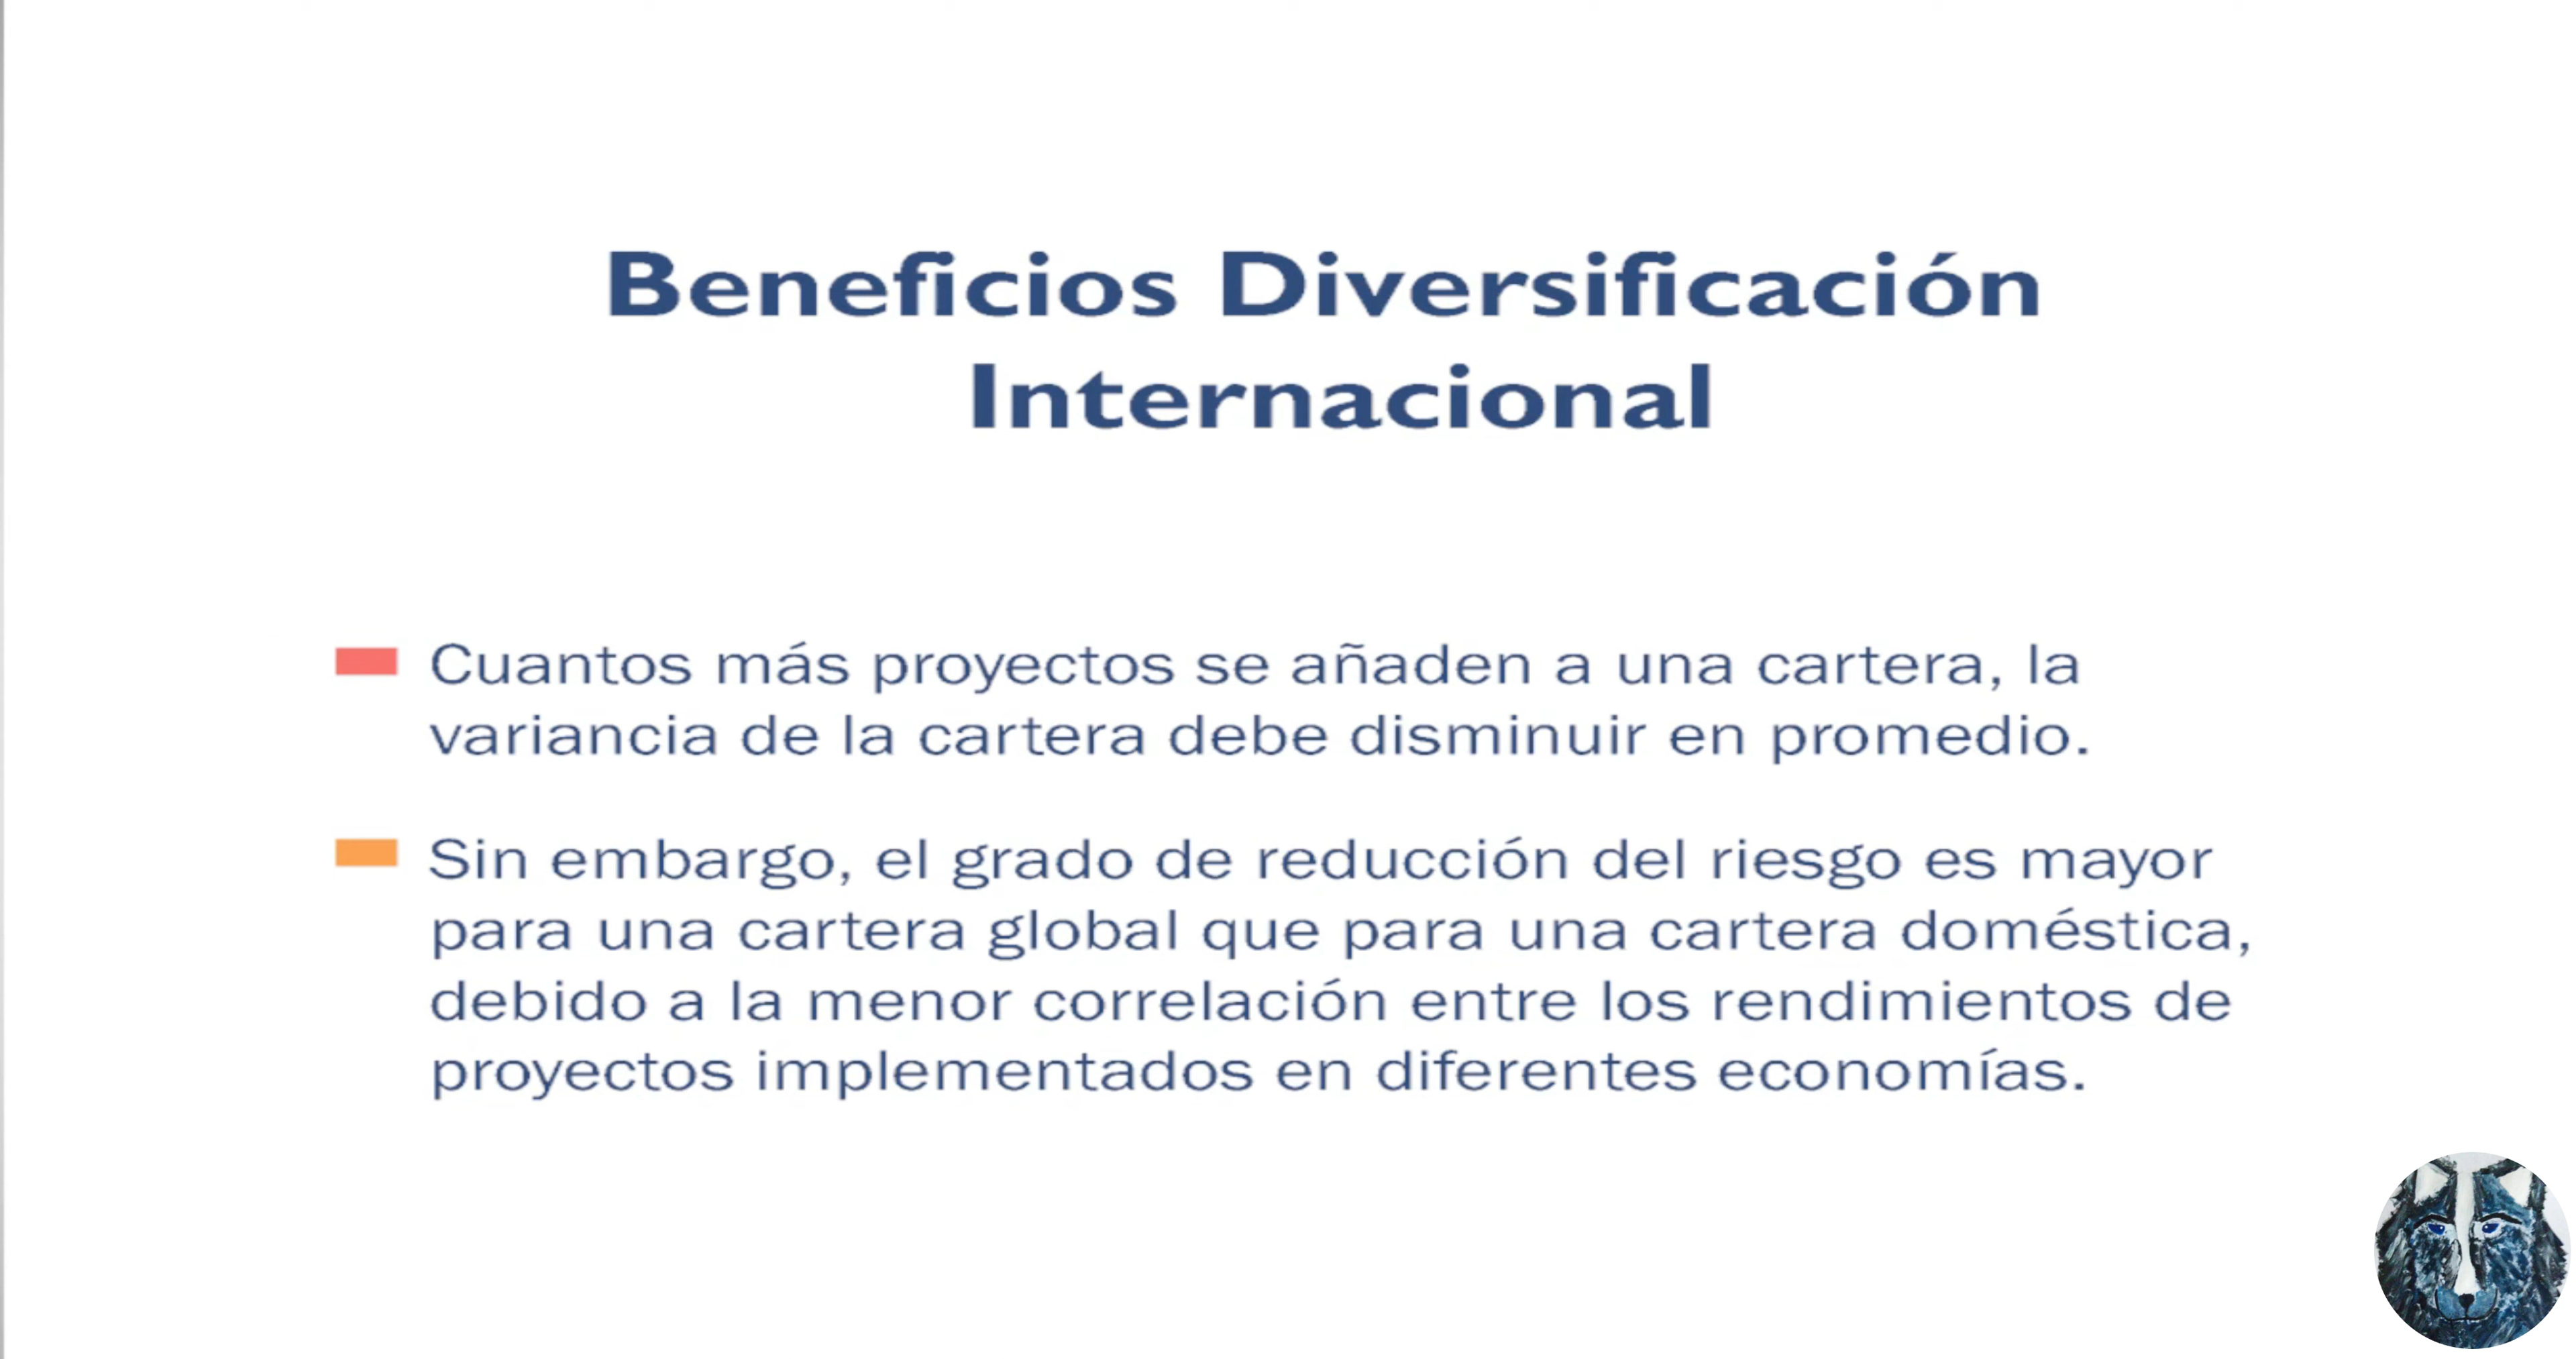 Beneficios Diversificación
Internacional
Cuantos más proyectos se añaden a una cartera, la
variancia de la cartera debe disminuir en promedio.
Sin embargo, el grado de reducción del riesgo es mayor
para una cartera global que para una cartera doméstica,
debido a la menor correlación entre los rendimientos de
proyectos implementados en diferentes economías.